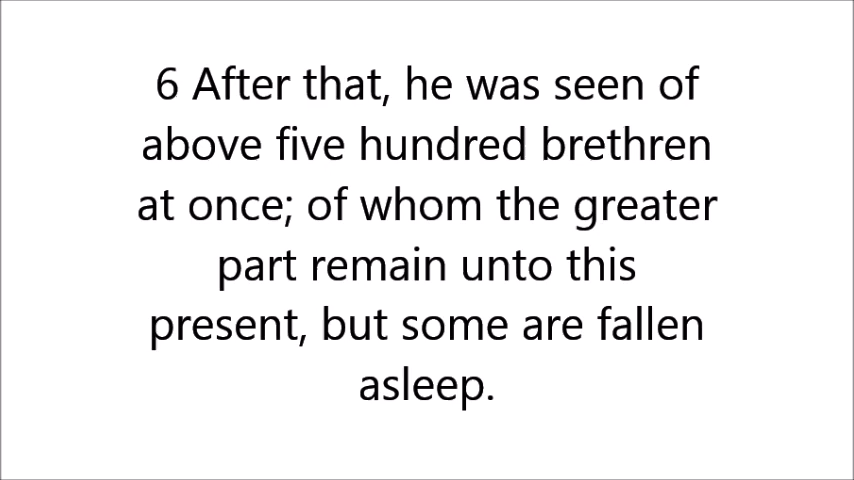 6 After that, he was seen of
above five hundred brethren
at once; of whom the greater
part remain unto this
present, but some are fallen
asleep.